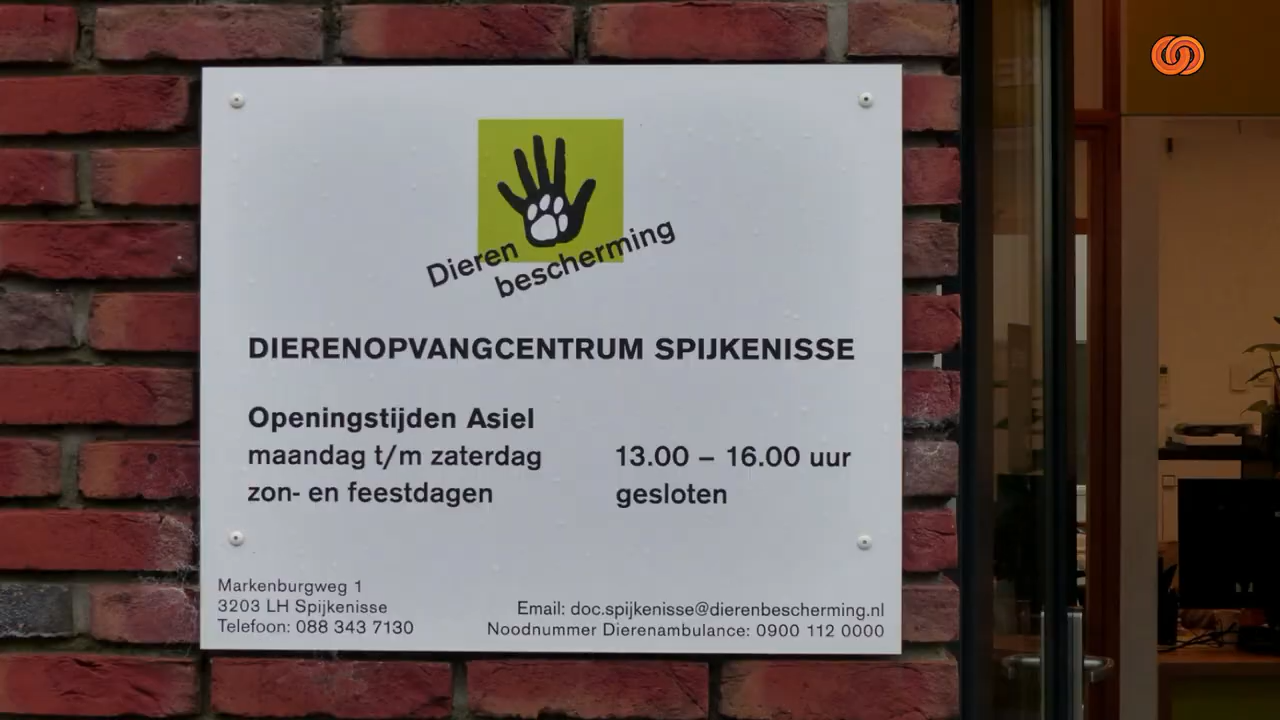 Dieren
bescherming
DIERENOPVANGCENTRUM SPIJKENISSE
Openingstijden Asiel
maandag t/m zaterdag 13.00 – 16.00 uur
zon- en feestdagen gesloten
Markenburgweg 1
3203 LH Spijkenisse
Telefoon: 088 343 7130
Email: doc.spijkenisse@dierenbescherming.nl
Noodnummer Dierenambulance: 0900 112 0000